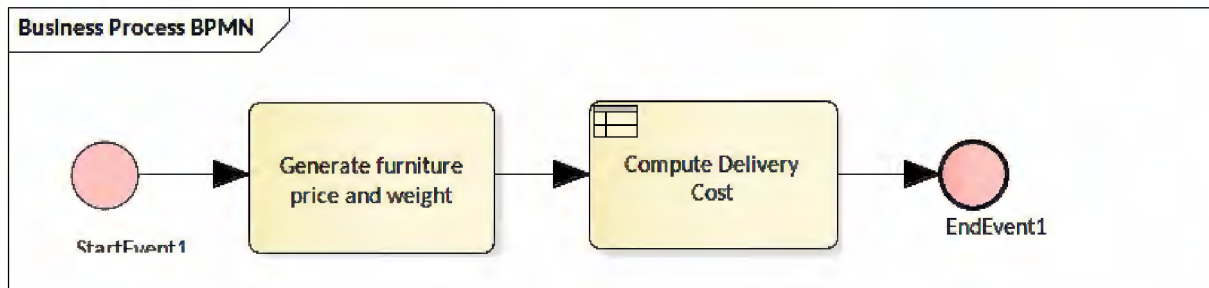 Business Process BPMN
Generate furniture
price and weight
Compute Delivery
Cost
StartEvent1
EndEvent1